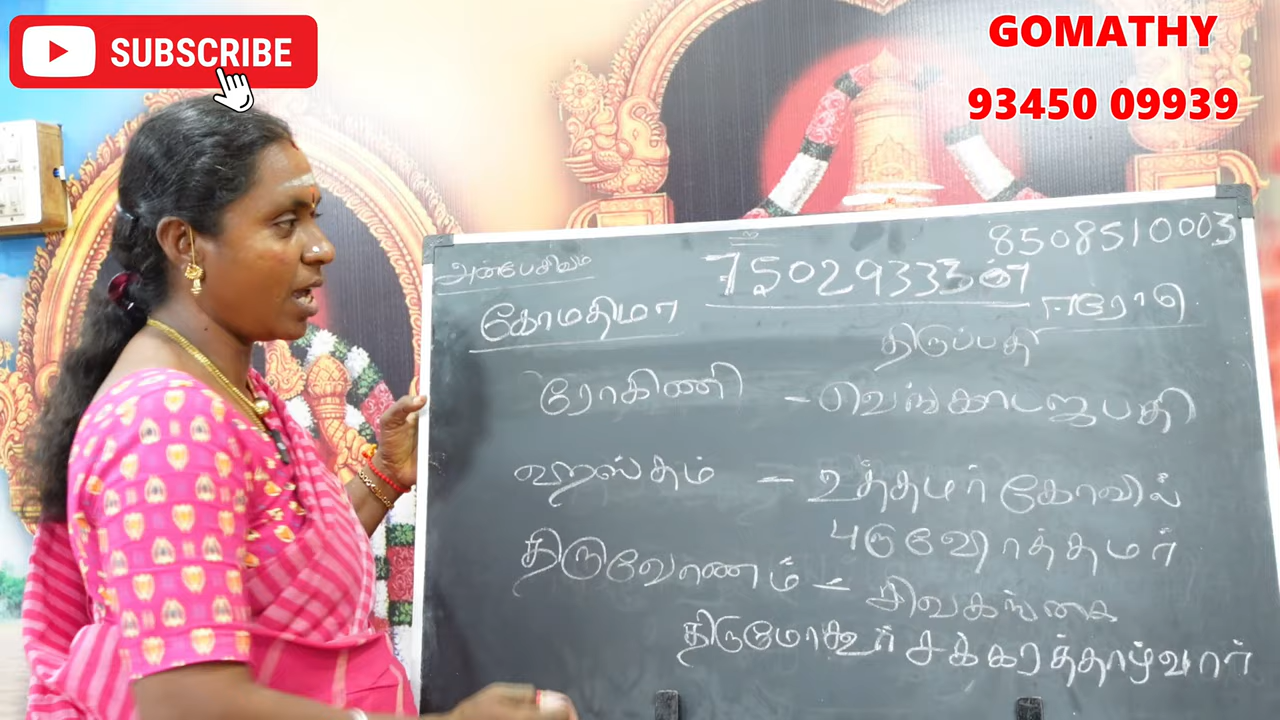 SUBSCRIBE
GOMATHY
93450 09939
8508510003
அன்பேசிவம்
7502933307
கோமதிமா
ஈரோடு
திருப்பதி
ரோகிணி - வெங்கடாஜபதி
ஹஸ்தம் - உத்தமர் கோவில்
புருஷோத்தமர்
திருவோணம் - சிவகங்கை
திருமோகூர் சக்கரத்தாழ்வார்